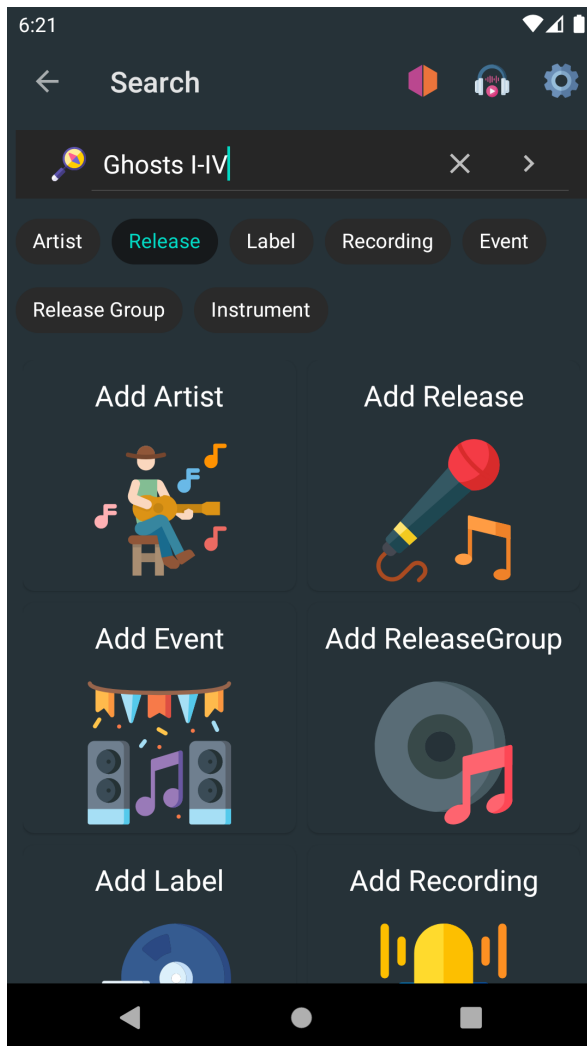 6:21
Search
Ghosts I-IV
Artist Release Label Recording Event
Release Group Instrument
Add Artist Add Release
Add Event Add ReleaseGroup
Add Label Add Recording